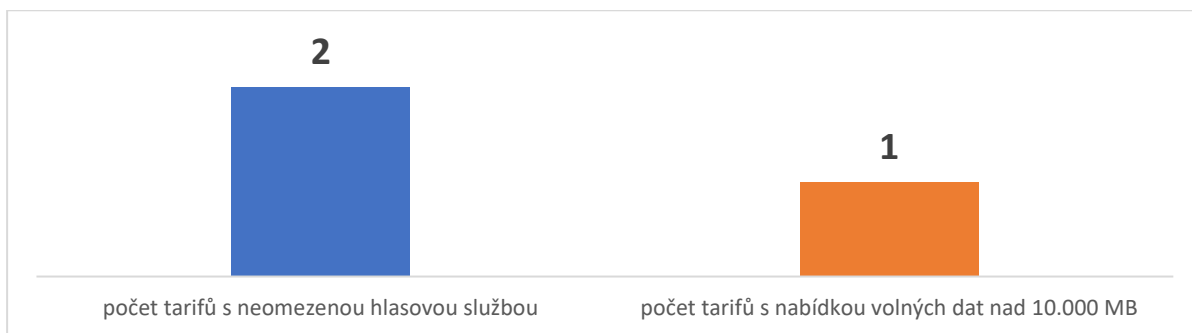 2
1
počet tarifů s neomezenou hlasovou službou
počet tarifů s nabídkou volných dat nad 10.000 MB